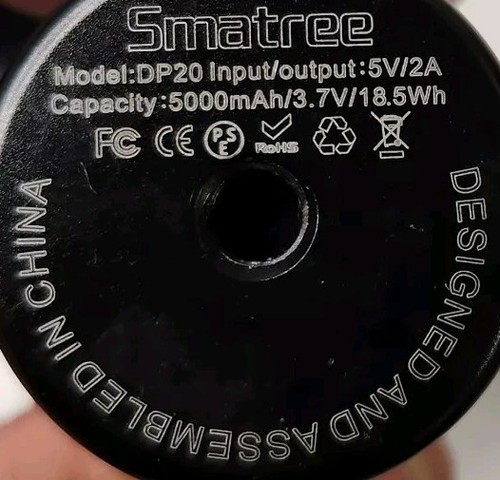 Smatree
Model:DP20 Input/output:5V/2A
Capacity:5000mAh/3.7V/18.5Wh
FC CE PSE RoHS
DESIGNED AND ASSEMBLED IN CHINA